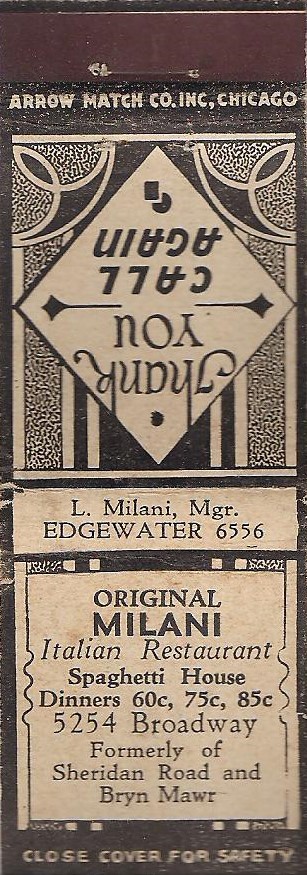 ARROW MATCH CO. INC, CHICAGO
Thank
YOU
CALL
AGAIN
L. Milani, Mgr.
EDGEWATER 6556
ORIGINAL
MILANI
Italian Restaurant
Spaghetti House
Dinners 60c, 75c, 85c
5254 Broadway
Formerly of
Sheridan Road and
Bryn Mawr
CLOSE COVER FOR SAFETY